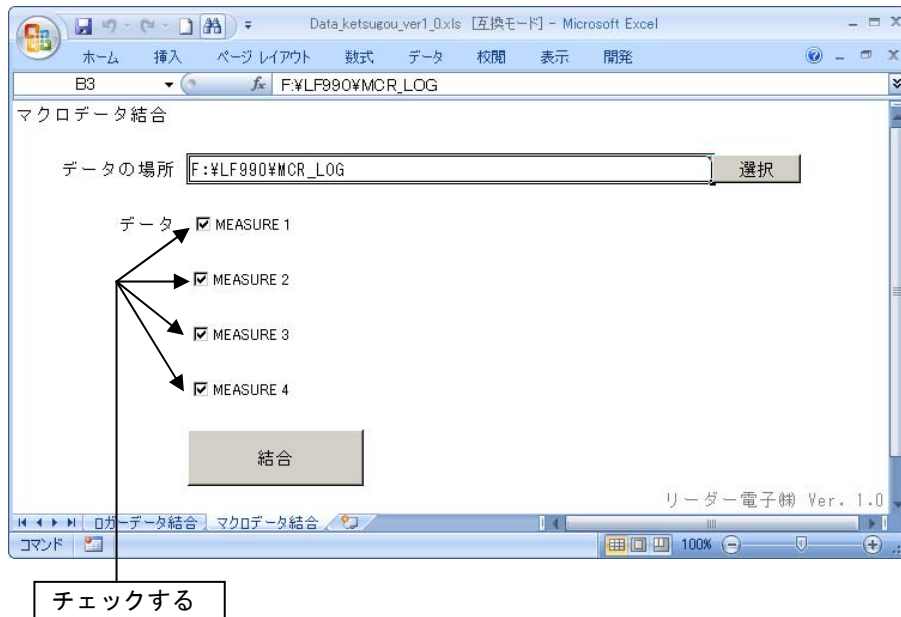 Data_ketsugou_ver1_0.xls [互換モード] - Microsoft Excel
ホーム 挿入 ページ レイアウト 数式 データ 校閲 表示 開発
B3 fx F:¥LF990¥MCR_LOG
マクロデータ結合
データの場所 F:¥LF990¥MCR_LOG 選択
データ MEASURE 1
MEASURE 2
MEASURE 3
MEASURE 4
結合
リーダー電子㈱ Ver. 1.0
ロガーデータ結合 マクロデータ結合
コマンド 100%
チェックする